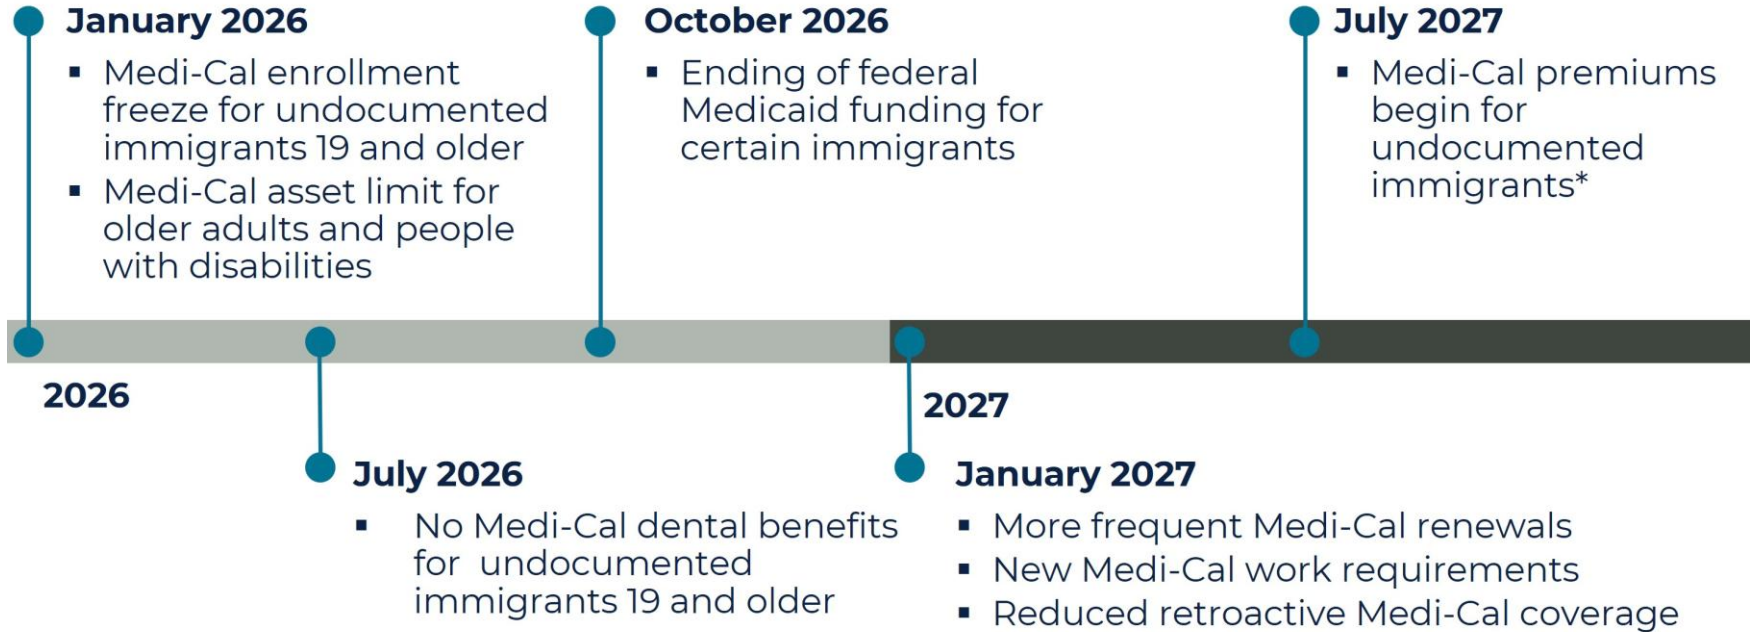 January 2026
▪ Medi-Cal enrollment
freeze for undocumented
immigrants 19 and older
▪ Medi-Cal asset limit for
older adults and people
with disabilities
October 2026
▪ Ending of federal
Medicaid funding for
certain immigrants
July 2027
▪ Medi-Cal premiums
begin for
undocumented
immigrants*
2026
2027
July 2026
▪ No Medi-Cal dental benefits
for undocumented
immigrants 19 and older
January 2027
▪ More frequent Medi-Cal renewals
▪ New Medi-Cal work requirements
▪ Reduced retroactive Medi-Cal coverage